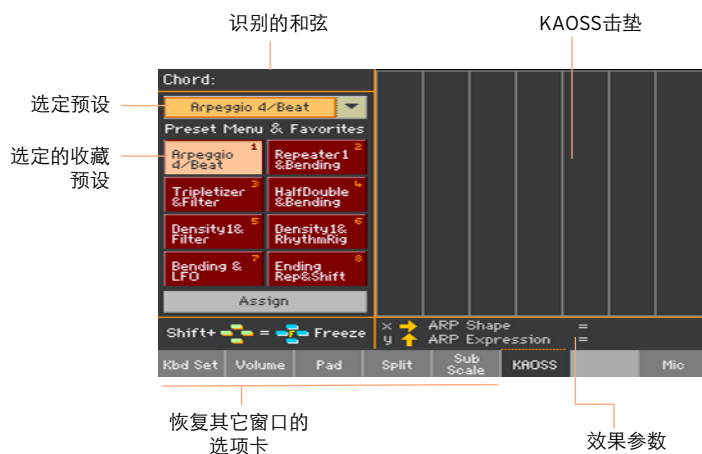 识别的和弦
KAOSS击垫
选定预设
选定的收藏
预设
Chord:
Arpeggio 4/Beat
Preset Menu & Favorites
Arpeggio 4/Beat 1
Repeater1 &Bending 2
Tripletizer &Filter 3
HalfDouble &Bending 4
Density1& Filter 5
Density1& RhythmRig 6
Bending & LFO 7
Ending Rep&Shift 8
Assign
Shift+ = F Freeze
x ARP Shape =
y ARP Expression =
Kbd Set Volume Pad Split Sub Scale KAOSS Mic
恢复其它窗口的
选项卡
效果参数